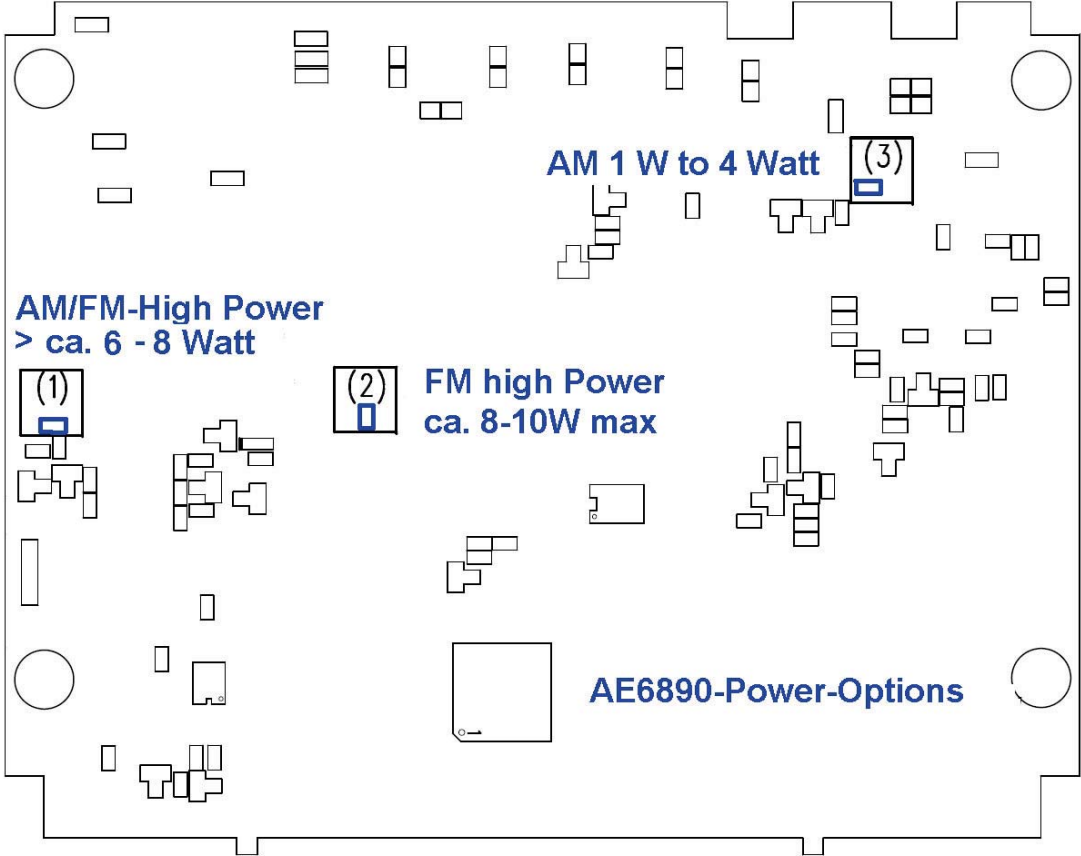 AM 1 W to 4 Watt
(3)
AM/FM-High Power
> ca. 6 - 8 Watt
(1)
(2)
FM high Power
ca. 8-10W max
AE6890-Power-Options
1